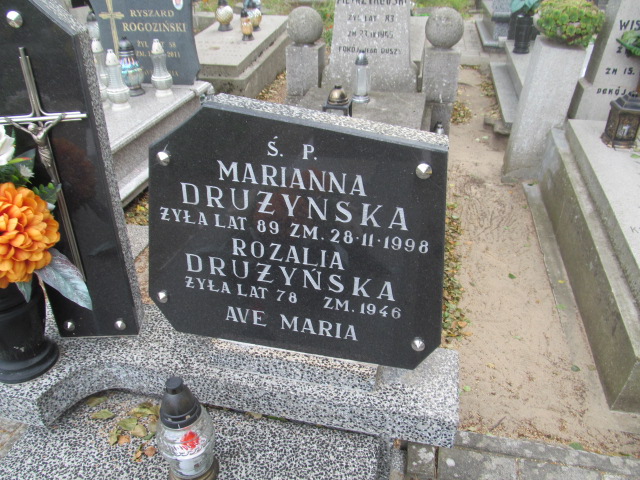 RYSZARD
ROGOZIŃSKI
Ś. P.
MARIANNA
DRUŻYNSKA
ŻYŁA LAT 89 ZM. 28-11-1998
ROZALIA
DRUŻYŃSKA
ŻYŁA LAT 78 ZM. 1946
AVE MARIA